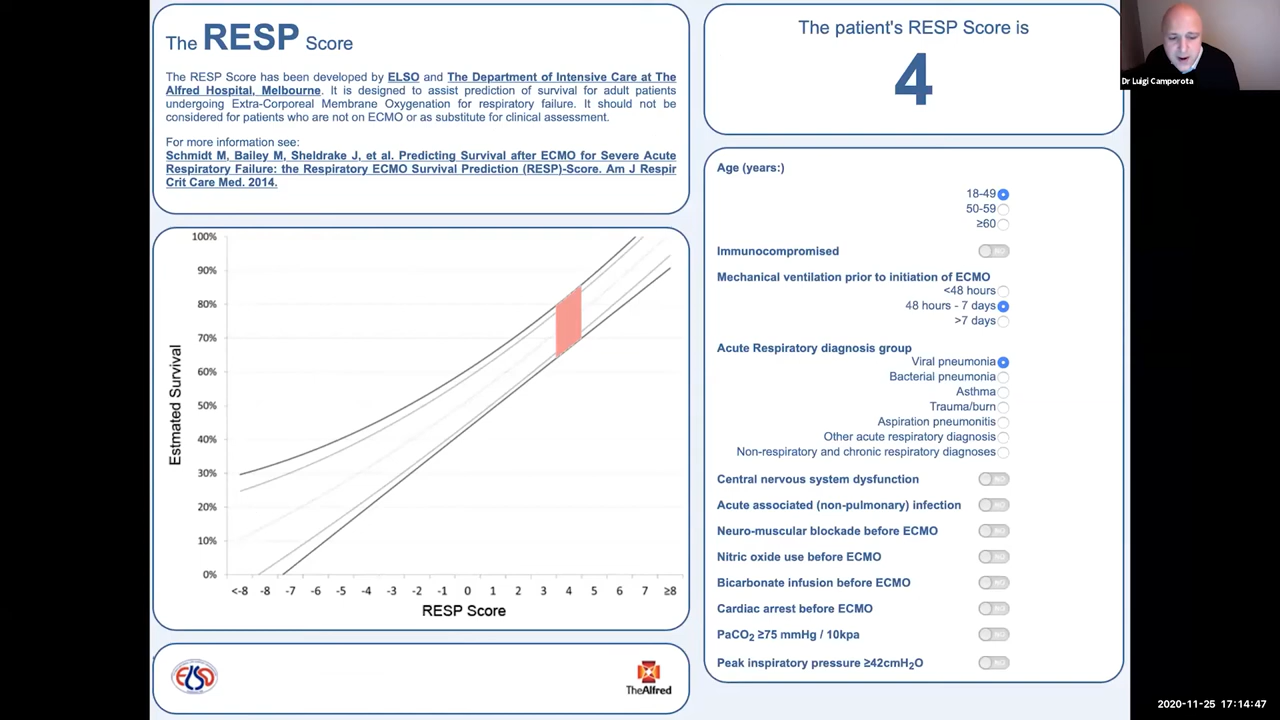 The RESP Score
The RESP Score has been developed by ELSO and The Department of Intensive Care at The
Alfred Hospital, Melbourne. It is designed to assist prediction of survival for adult patients
undergoing Extra-Corporeal Membrane Oxygenation for respiratory failure. It should not be
considered for patients who are not on ECMO or as substitute for clinical assessment.
For more information see:
Schmidt M, Bailey M, Sheldrake J, et al. Predicting Survival after ECMO for Severe Acute
Respiratory Failure: the Respiratory ECMO Survival Prediction (RESP)-Score. Am J Respir
Crit Care Med. 2014.
100%
90%
80%
70%
60%
50%
40%
30%
20%
10%
0%
Estmated Survival
<-8 -8 -7 -6 -5 -4 -3 -2 -1 0 1 2 3 4 5 6 7 ≥8
RESP Score
ELSO
TheAlfred
The patient's RESP Score is
4
Age (years:)
18-49
50-59
≥60
Immunocompromised NO
Mechanical ventilation prior to initiation of ECMO
<48 hours
48 hours - 7 days
>7 days
Acute Respiratory diagnosis group
Viral pneumonia
Bacterial pneumonia
Asthma
Trauma/burn
Aspiration pneumonitis
Other acute respiratory diagnosis
Non-respiratory and chronic respiratory diagnoses
Central nervous system dysfunction NO
Acute associated (non-pulmonary) infection NO
Neuro-muscular blockade before ECMO NO
Nitric oxide use before ECMO NO
Bicarbonate infusion before ECMO NO
Cardiac arrest before ECMO NO
PaCO₂ ≥75 mmHg / 10kpa NO
Peak inspiratory pressure ≥42cmH₂O NO
Dr Luigi Camporota
2020-11-25 17:14:47